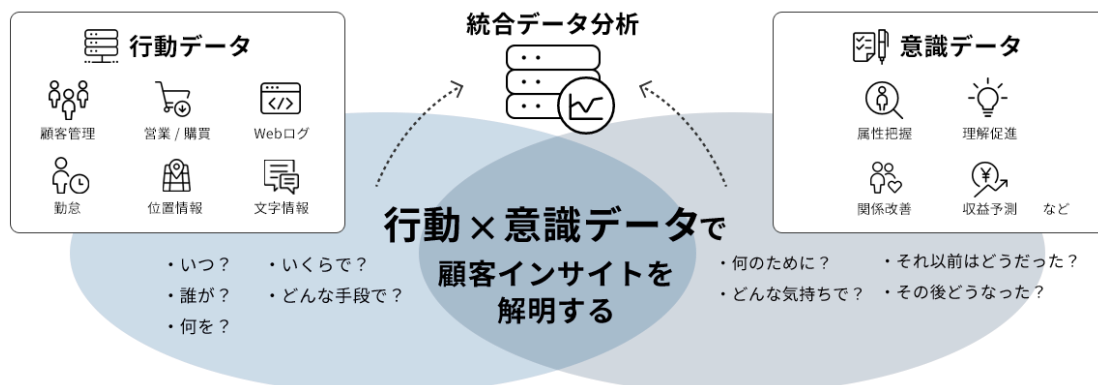 行動データ
顧客管理
営業 / 購買
Webログ
勤怠
位置情報
文字情報
統合データ分析
意識データ
属性把握
理解促進
関係改善
収益予測
など
¥
</>
行動×意識データで
顧客インサイトを
解明する
・いつ？
・いくらで？
・誰が？
・どんな手段で？
・何を？
・何のために？
・それ以前はどうだった？
・どんな気持ちで？
・その後どうなった？